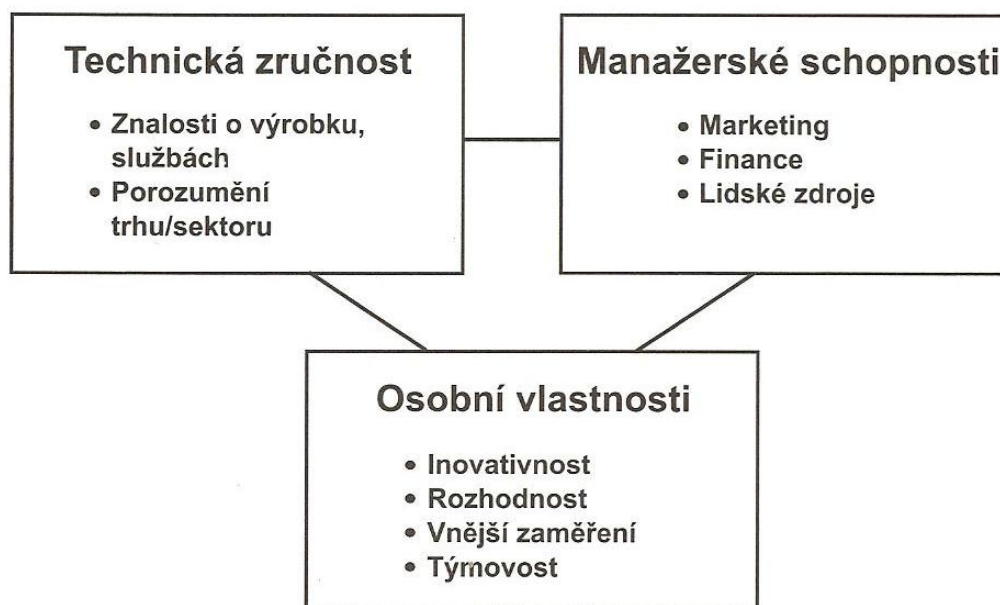 Technická zručnost
• Znalosti o výrobku,
službách
• Porozumění
trhu/sektoru
Manažerské schopnosti
• Marketing
• Finance
• Lidské zdroje
Osobní vlastnosti
• Inovativnost
• Rozhodnost
• Vnější zaměření
• Týmovost